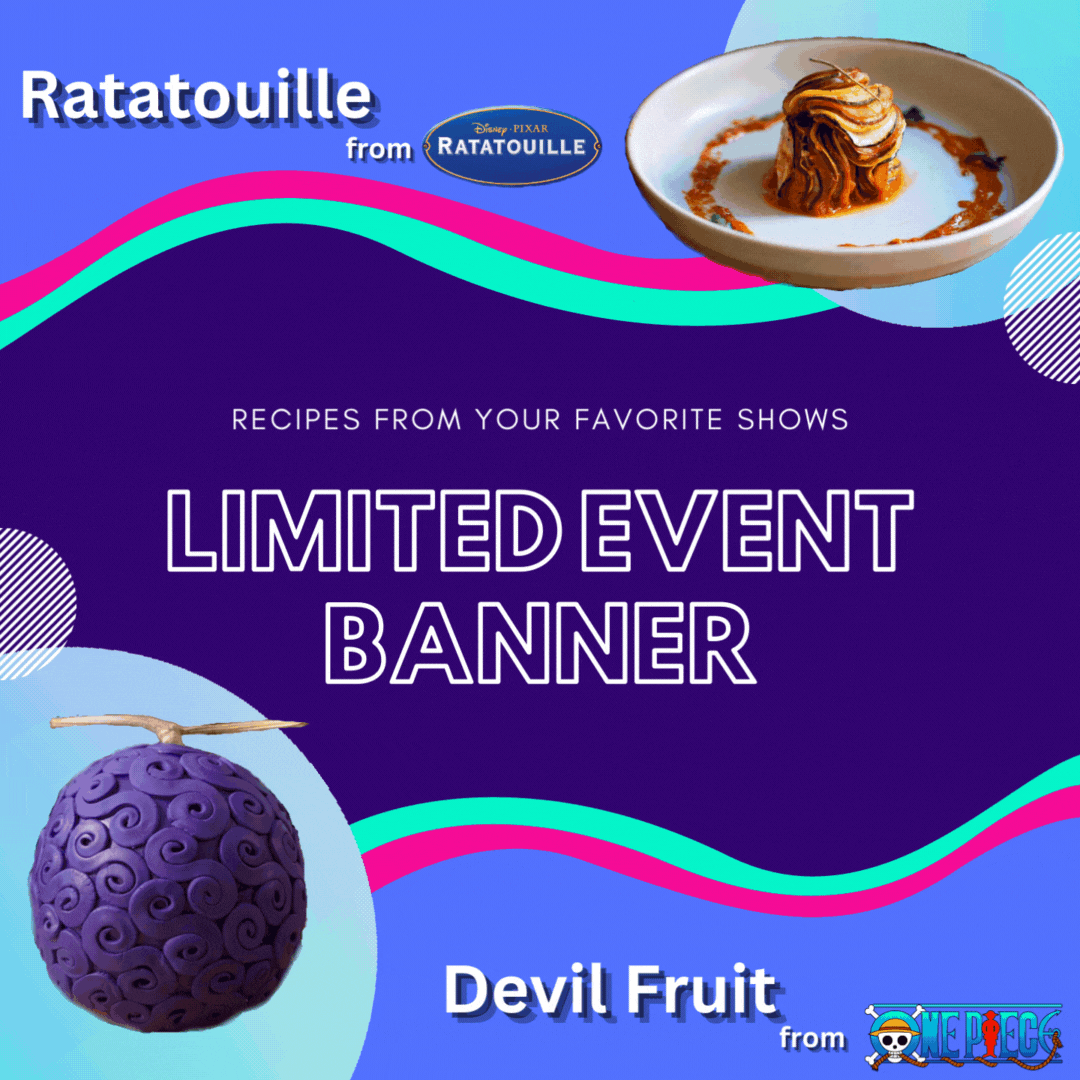 Ratatouille
from
Disney · PIXAR
RATATOUILLE
RECIPES FROM YOUR FAVORITE SHOWS
LIMITED EVENT
BANNER
Devil Fruit
from
ONE PIECE